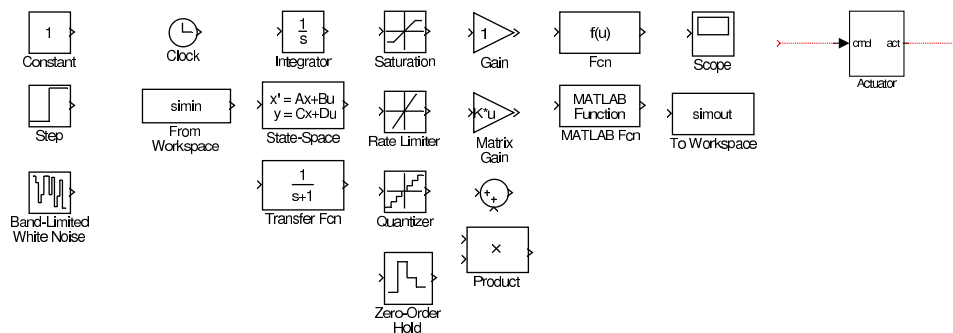 1
Constant
Clock
1
s
Integrator
Saturation
1
Gain
f(u)
Fcn
Scope
cmd act
Actuator
Step
simin
From
Workspace
x' = Ax+Bu
y = Cx+Du
State-Space
Rate Limiter
K*u
Matrix
Gain
MATLAB
Function
MATLAB Fcn
simout
To Workspace
Band-Limited
White Noise
1
s+1
Transfer Fcn
Quantizer
+
+
×
Product
Zero-Order
Hold